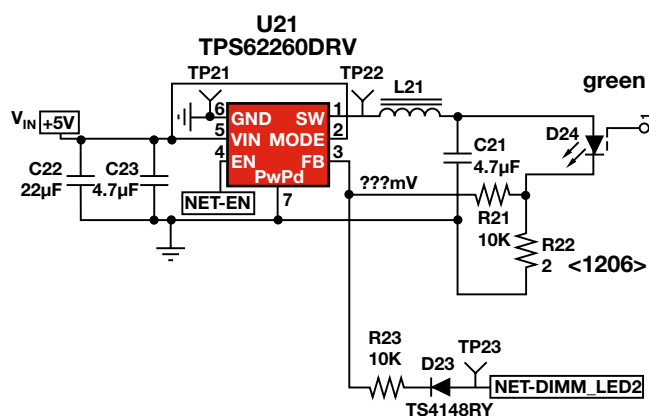 U21
TPS62260DRV
TP21
TP22
L21
green
6 GND SW 1
VIN +5V
5 VIN MODE 2
4 EN FB 3
PwPd
7
C22
22µF
C23
4.7µF
NET-EN
C21
4.7µF
D24
1
???mV
R21
10K
R22
2
<1206>
R23
10K
D23
TS4148RY
TP23
NET-DIMM_LED2